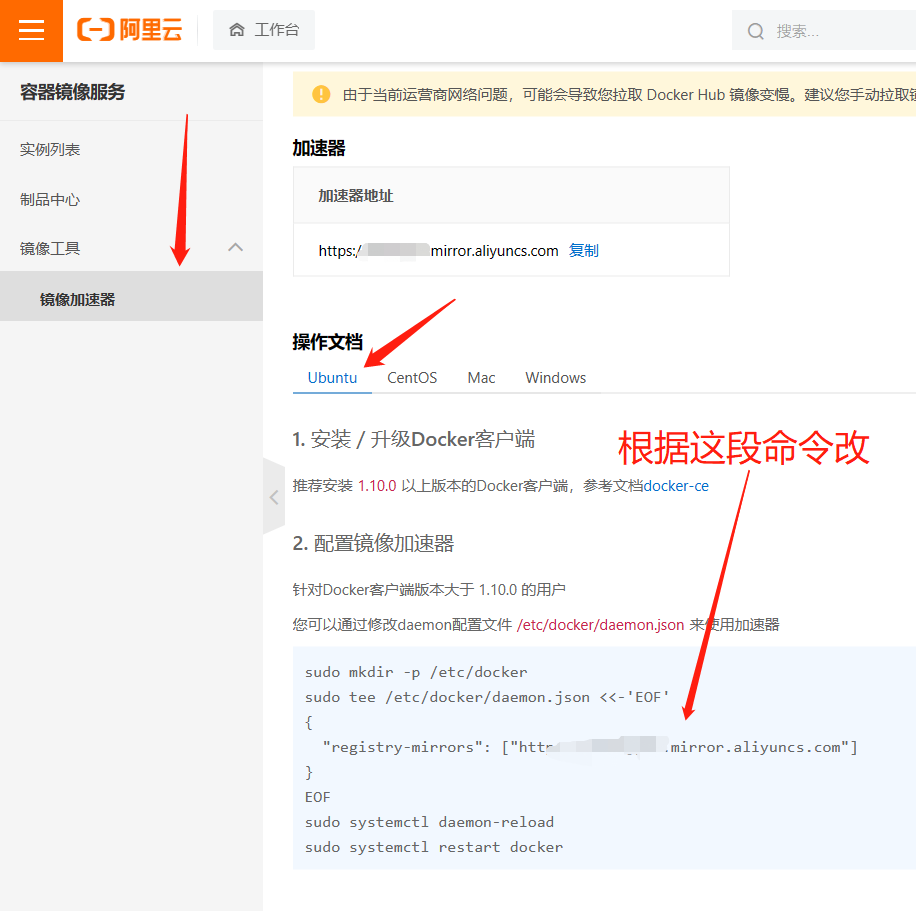 阿里云
工作台
搜索...
容器镜像服务
实例列表
制品中心
镜像工具
镜像加速器
由于当前运营商网络问题，可能会导致您拉取 Docker Hub 镜像变慢。建议您手动拉取镜
加速器
加速器地址
https:/ mirror.aliyuncs.com 复制
操作文档
Ubuntu CentOS Mac Windows
1. 安装 / 升级Docker客户端
根据这段命令改
推荐安装 1.10.0 以上版本的Docker客户端，参考文档docker-ce
2. 配置镜像加速器
针对Docker客户端版本大于 1.10.0 的用户
您可以通过修改daemon配置文件 /etc/docker/daemon.json 来使用加速器
sudo mkdir -p /etc/docker
sudo tee /etc/docker/daemon.json <<-'EOF'
{
"registry-mirrors": ["http .mirror.aliyuncs.com"]
}
EOF
sudo systemctl daemon-reload
sudo systemctl restart docker